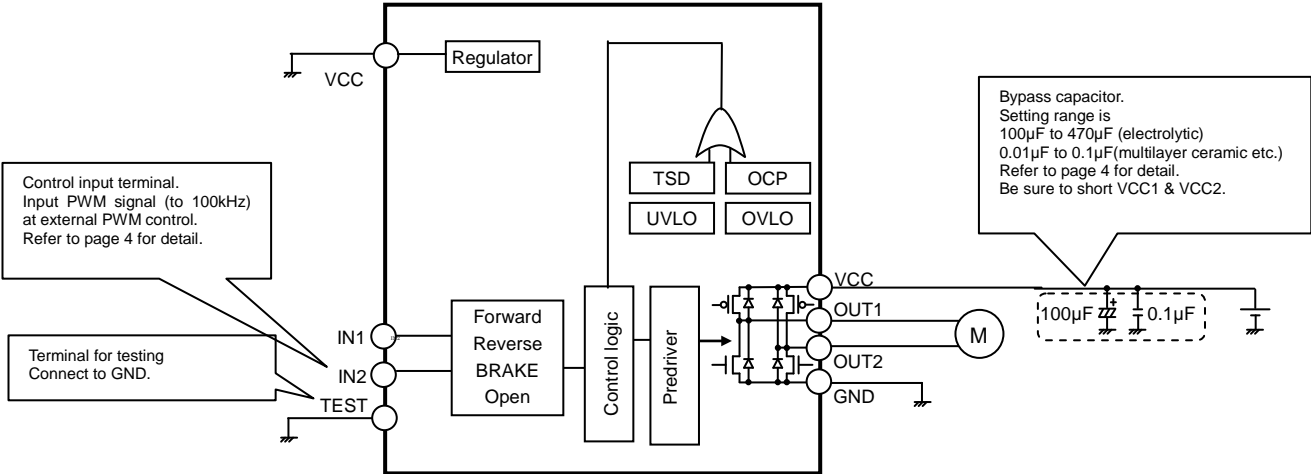 Regulator
VCC
Bypass capacitor.
Setting range is
100µF to 470µF (electrolytic)
0.01µF to 0.1µF(multilayer ceramic etc.)
Refer to page 4 for detail.
Be sure to short VCC1 & VCC2.
Control input terminal.
Input PWM signal (to 100kHz)
at external PWM control.
Refer to page 4 for detail.
TSD
OCP
UVLO
OVLO
VCC
OUT1
100µF
+
0.1µF
M
OUT2
GND
Forward
Reverse
BRAKE
Open
Control logic
Predriver
IN1
IN2
TEST
Terminal for testing
Connect to GND.